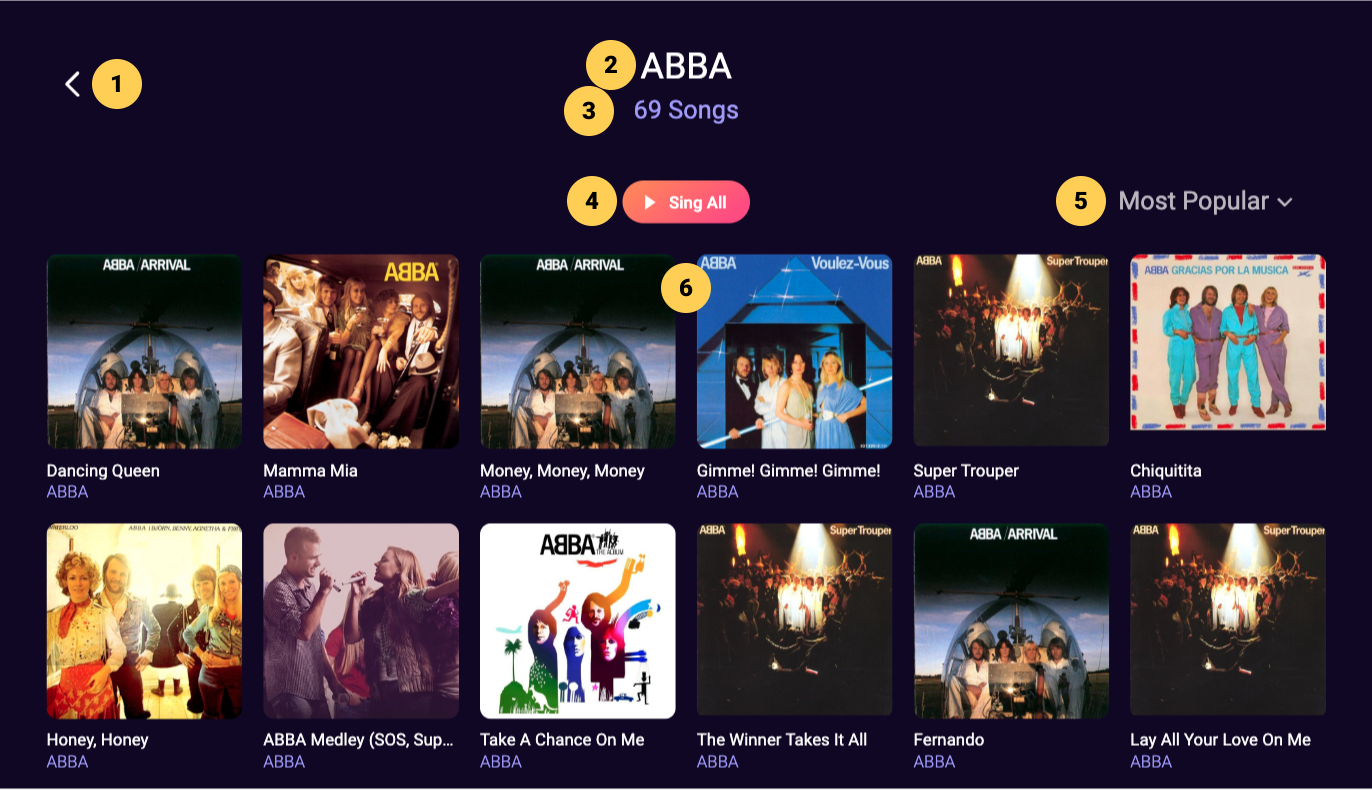 1
2 ABBA
3 69 Songs
4 Sing All
5 Most Popular
ABBA/ARRIVAL
ABBA
ABBA/ARRIVAL
6
ABBA Voulez-Vous
ABBA Super Trouper
ABBA GRACIAS POR LA MUSICA
Dancing Queen
ABBA
Mamma Mia
ABBA
Money, Money, Money
ABBA
Gimme! Gimme! Gimme!
ABBA
Super Trouper
ABBA
Chiquitita
ABBA
WATERLOO ABBA (BJÖRN, BENNY, AGNETHA & FRI
ABBA THE ALBUM
ABBA Super Trouper
ABBA/ARRIVAL
ABBA Super Trouper
Honey, Honey
ABBA
ABBA Medley (SOS, Sup...
ABBA
Take A Chance On Me
ABBA
The Winner Takes It All
ABBA
Fernando
ABBA
Lay All Your Love On Me
ABBA